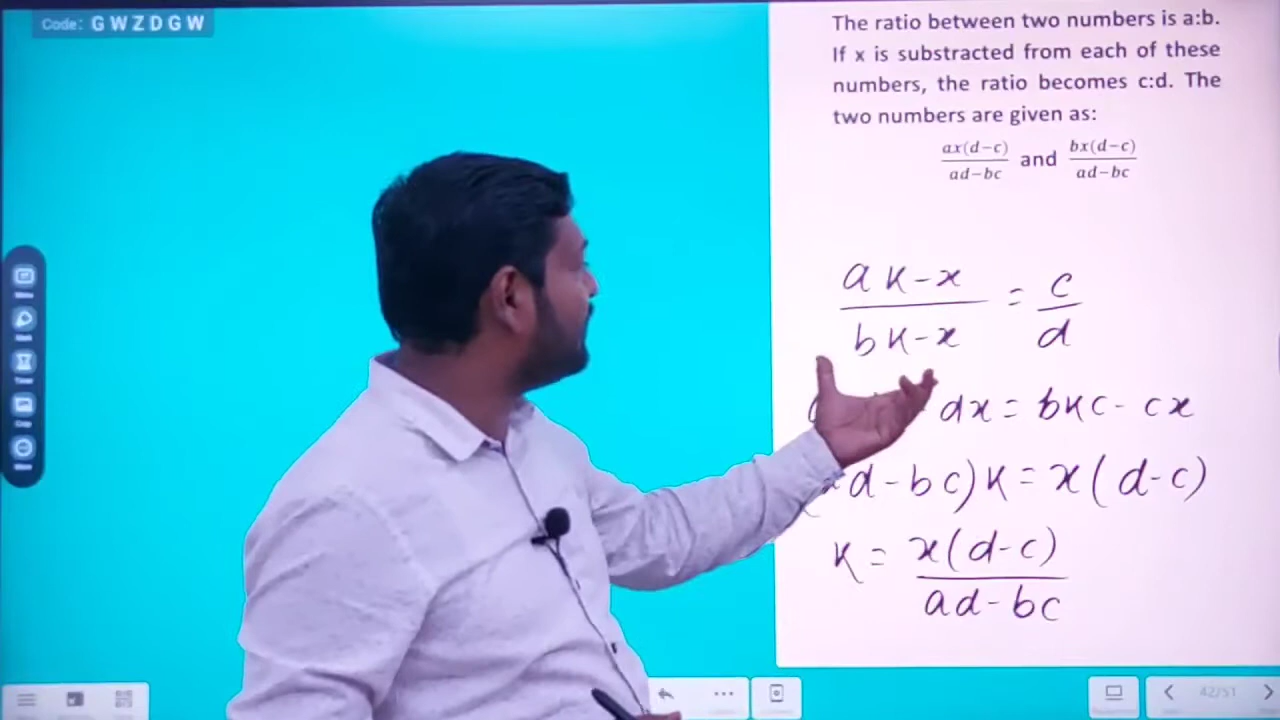 Code: G W Z D G W
The ratio between two numbers is a:b.
If x is substracted from each of these
numbers, the ratio becomes c:d. The
two numbers are given as:
ax(d−c)/ad−bc and bx(d−c)/ad−bc
ak-x/bk-x = c/d
dx = bkc - cx
d - bc)k = x(d-c)
k = x(d-c)/ad-bc
42/51